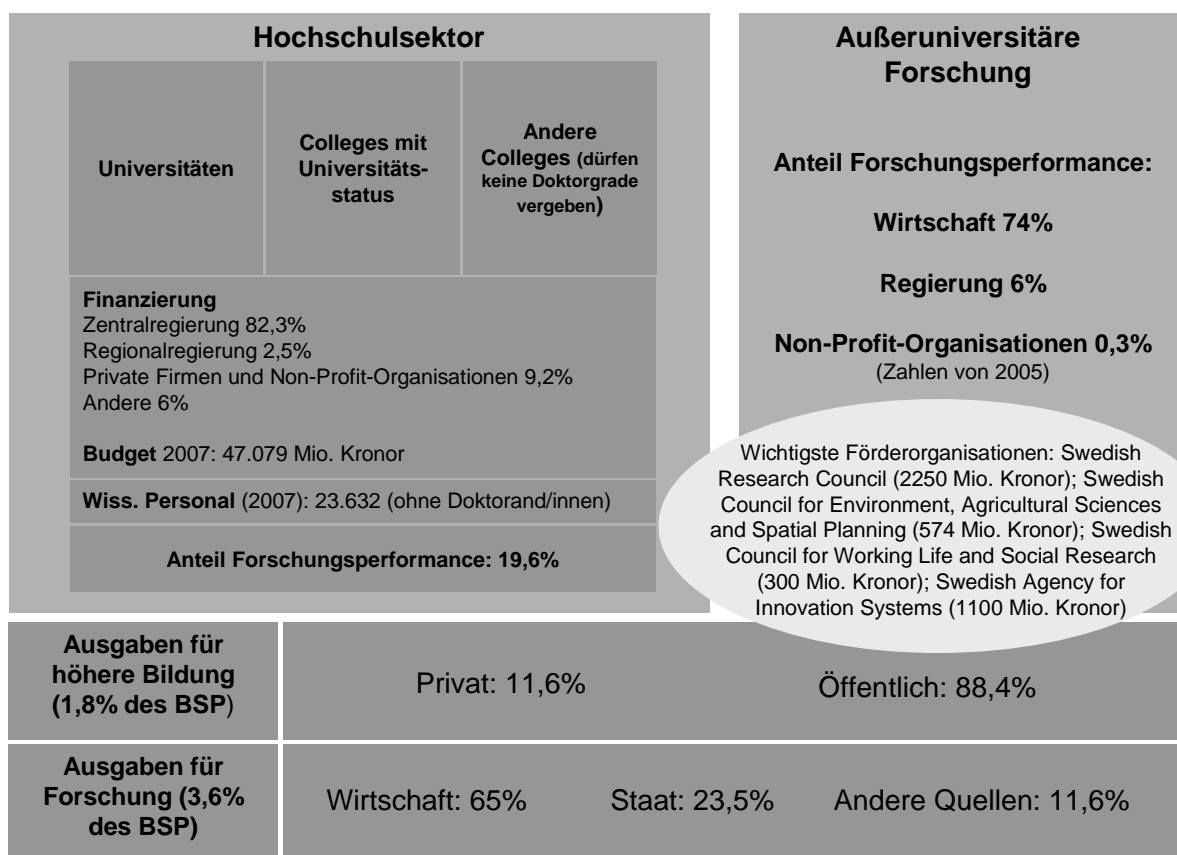 Hochschulsektor
Universitäten
Colleges mit
Universitäts-
status
Andere
Colleges (dürfen
keine Doktorgrade
vergeben)
Finanzierung
Zentralregierung 82,3%
Regionalregierung 2,5%
Private Firmen und Non-Profit-Organisationen 9,2%
Andere 6%
Budget 2007: 47.079 Mio. Kronor
Wiss. Personal (2007): 23.632 (ohne Doktorand/innen)
Anteil Forschungsperformance: 19,6%
Außeruniversitäre
Forschung
Anteil Forschungsperformance:
Wirtschaft 74%
Regierung 6%
Non-Profit-Organisationen 0,3%
(Zahlen von 2005)
Wichtigste Förderorganisationen: Swedish
Research Council (2250 Mio. Kronor); Swedish
Council for Environment, Agricultural Sciences
and Spatial Planning (574 Mio. Kronor); Swedish
Council for Working Life and Social Research
(300 Mio. Kronor); Swedish Agency for
Innovation Systems (1100 Mio. Kronor)
Ausgaben für
höhere Bildung
(1,8% des BSP)
Privat: 11,6%
Öffentlich: 88,4%
Ausgaben für
Forschung (3,6%
des BSP)
Wirtschaft: 65%
Staat: 23,5%
Andere Quellen: 11,6%